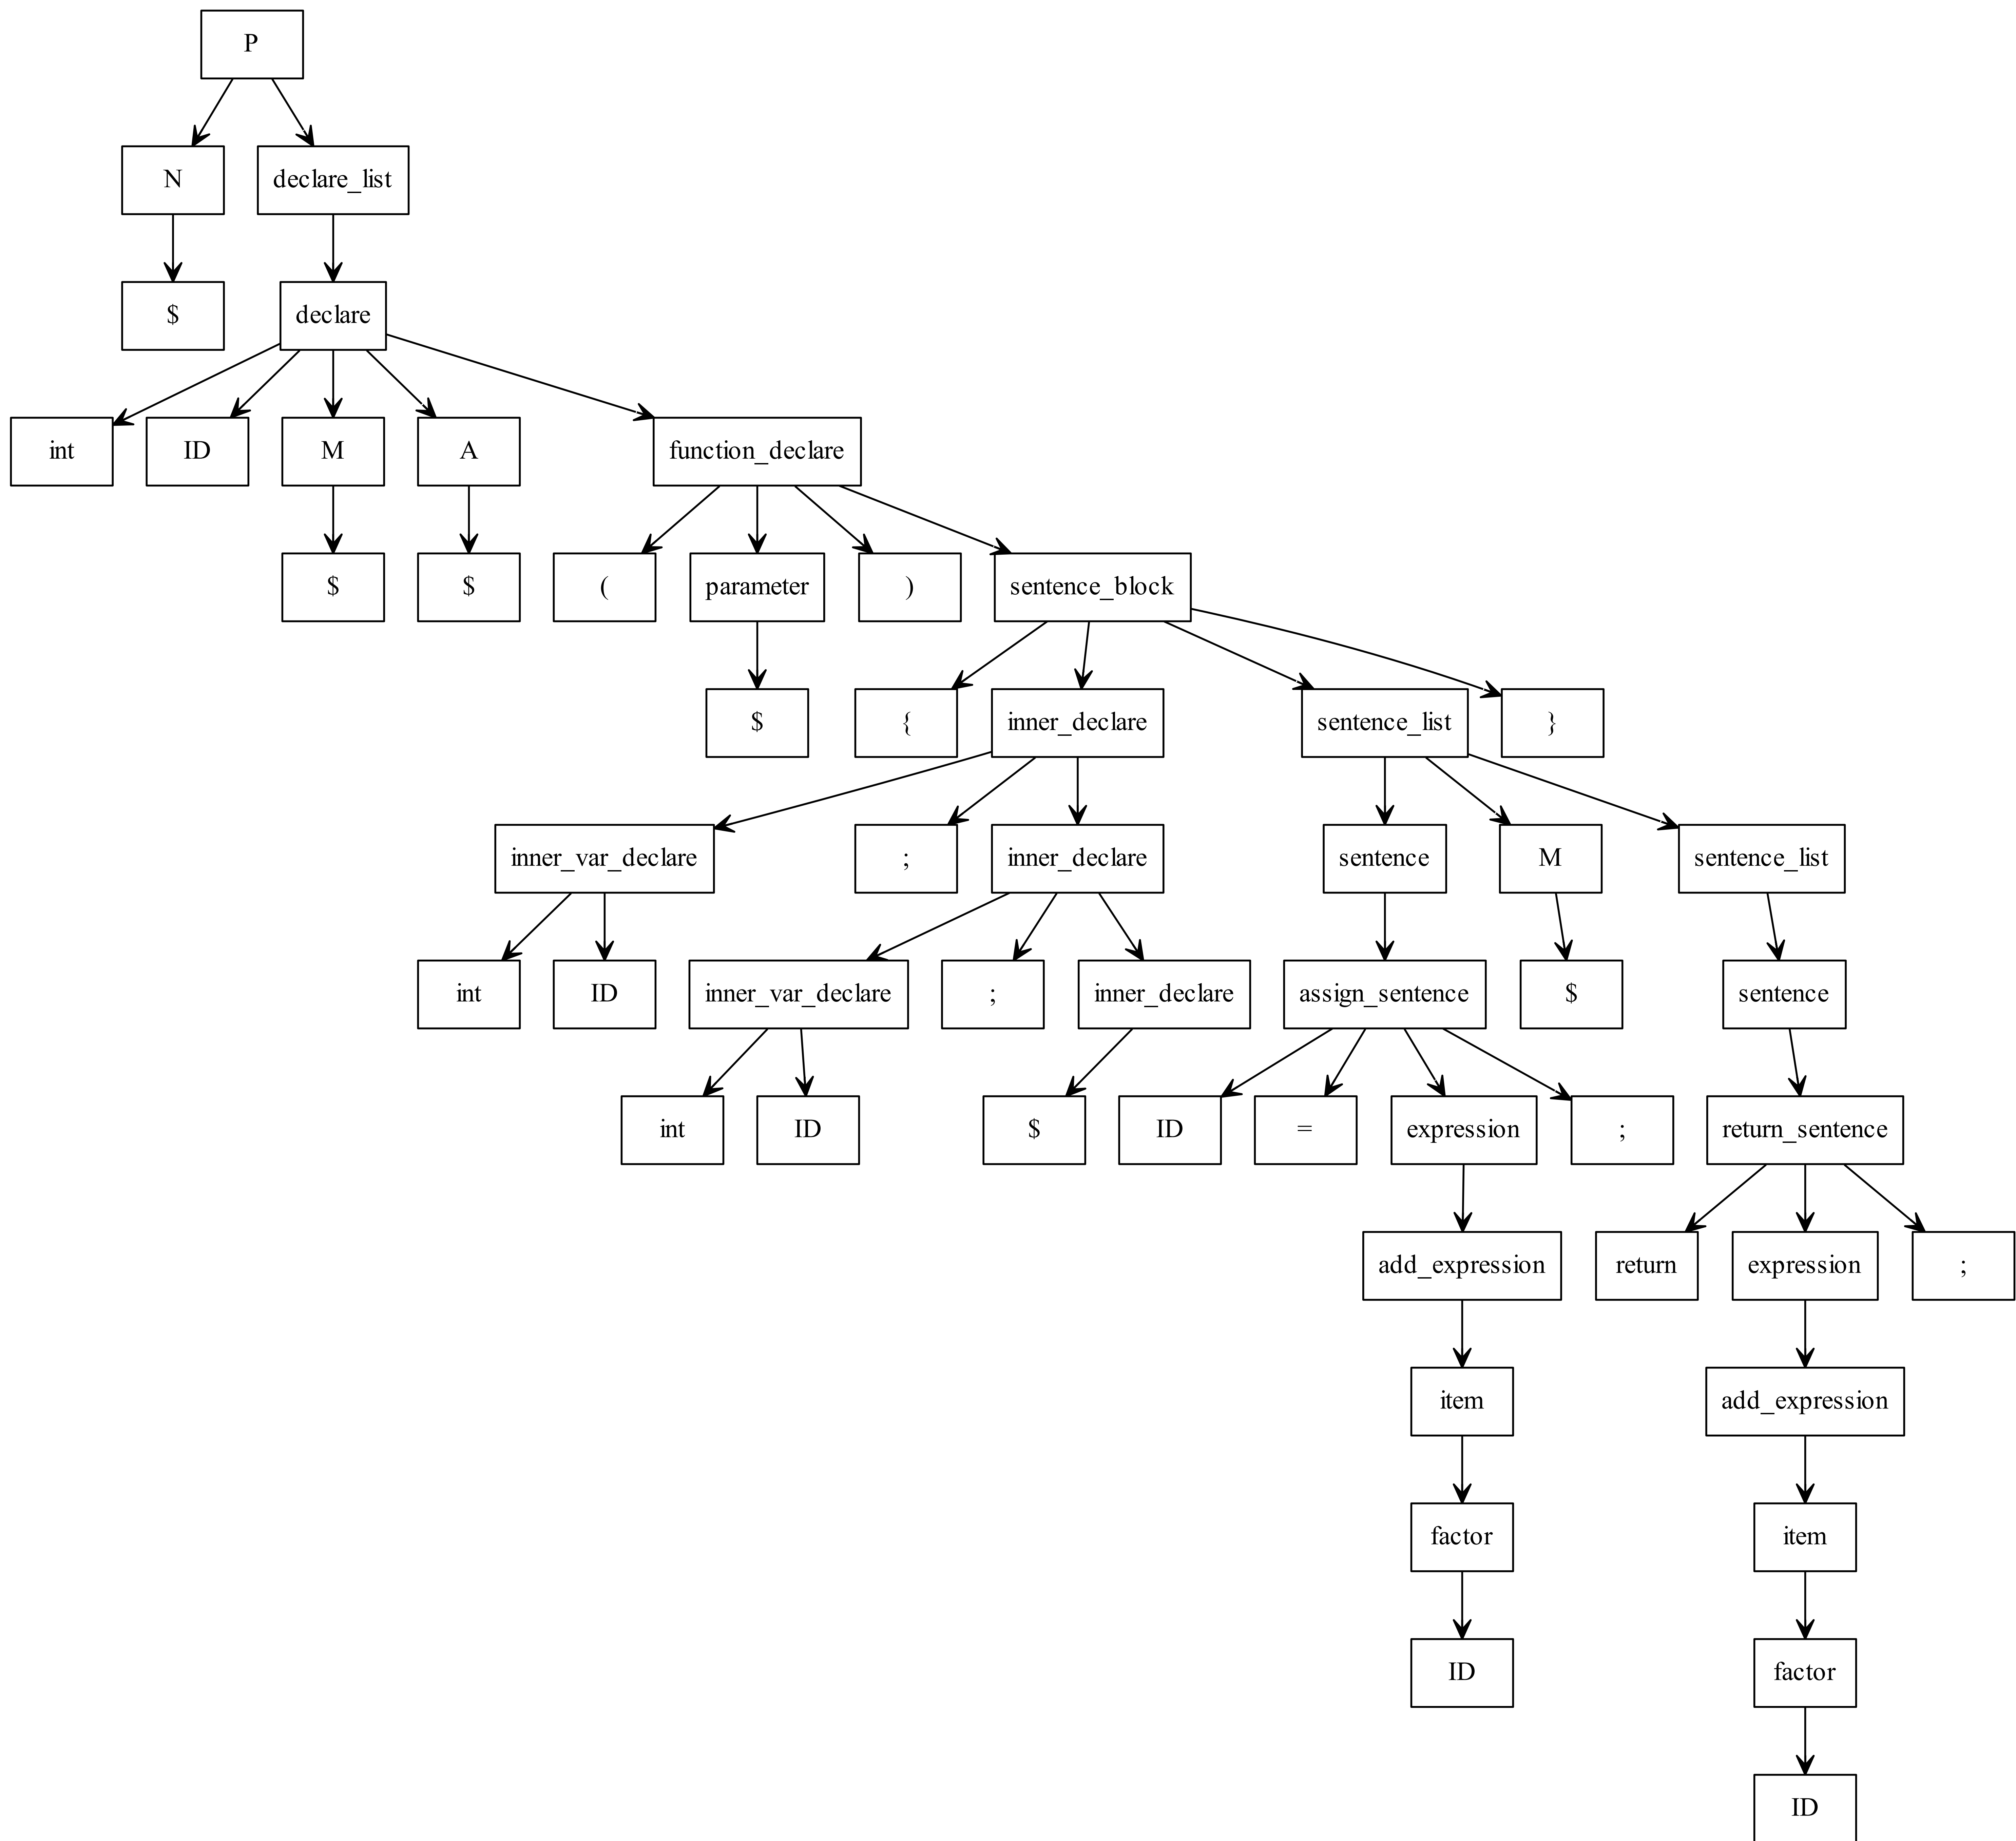 P
N declare_list
$ declare
int ID M A function_declare
$ $ ( parameter ) sentence_block
$ { inner_declare sentence_list }
inner_var_declare ; inner_declare sentence M sentence_list
int ID inner_var_declare ; inner_declare assign_sentence $ sentence
int ID $ ID = expression ; return_sentence
add_expression return expression ;
item add_expression
factor item
ID factor
ID